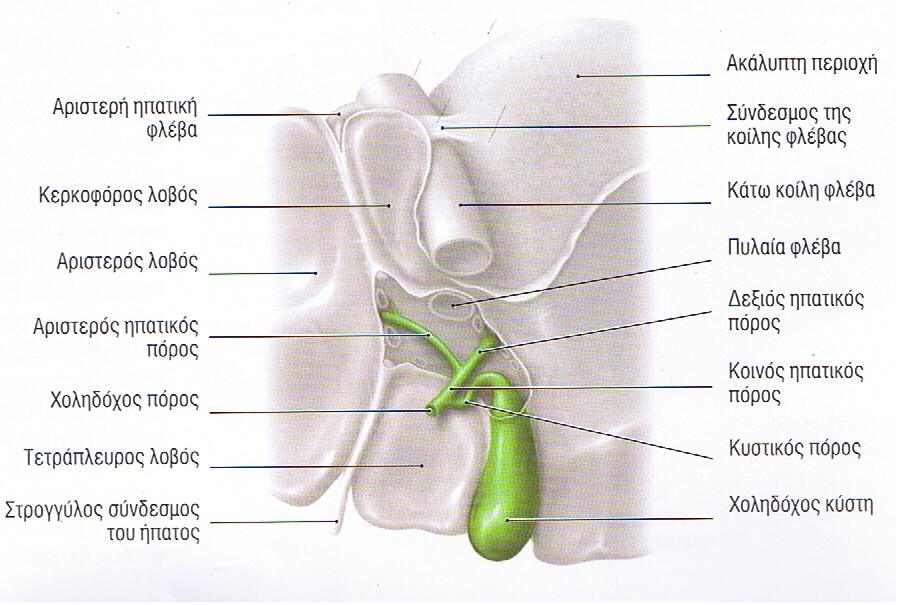 Αριστερή ηπατική
φλέβα
Κερκοφόρος λοβός
Αριστερός λοβός
Αριστερός ηπατικός
πόρος
Χοληδόχος πόρος
Τετράπλευρος λοβός
Στρογγύλος σύνδεσμος
του ήπατος
Ακάλυπτη περιοχή
Σύνδεσμος της
κοίλης φλέβας
Κάτω κοίλη φλέβα
Πυλαία φλέβα
Δεξιός ηπατικός
πόρος
Κοινός ηπατικός
πόρος
Κυστικός πόρος
Χοληδόχος κύστη